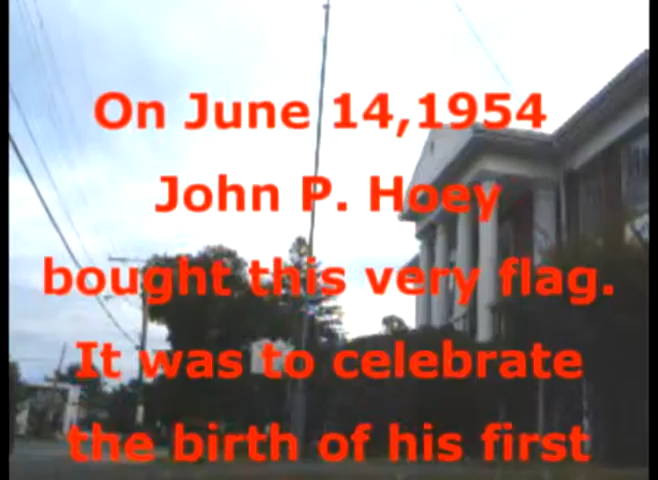 On June 14,1954
John P. Hoey
bought this very flag.
It was to celebrate
the birth of his first